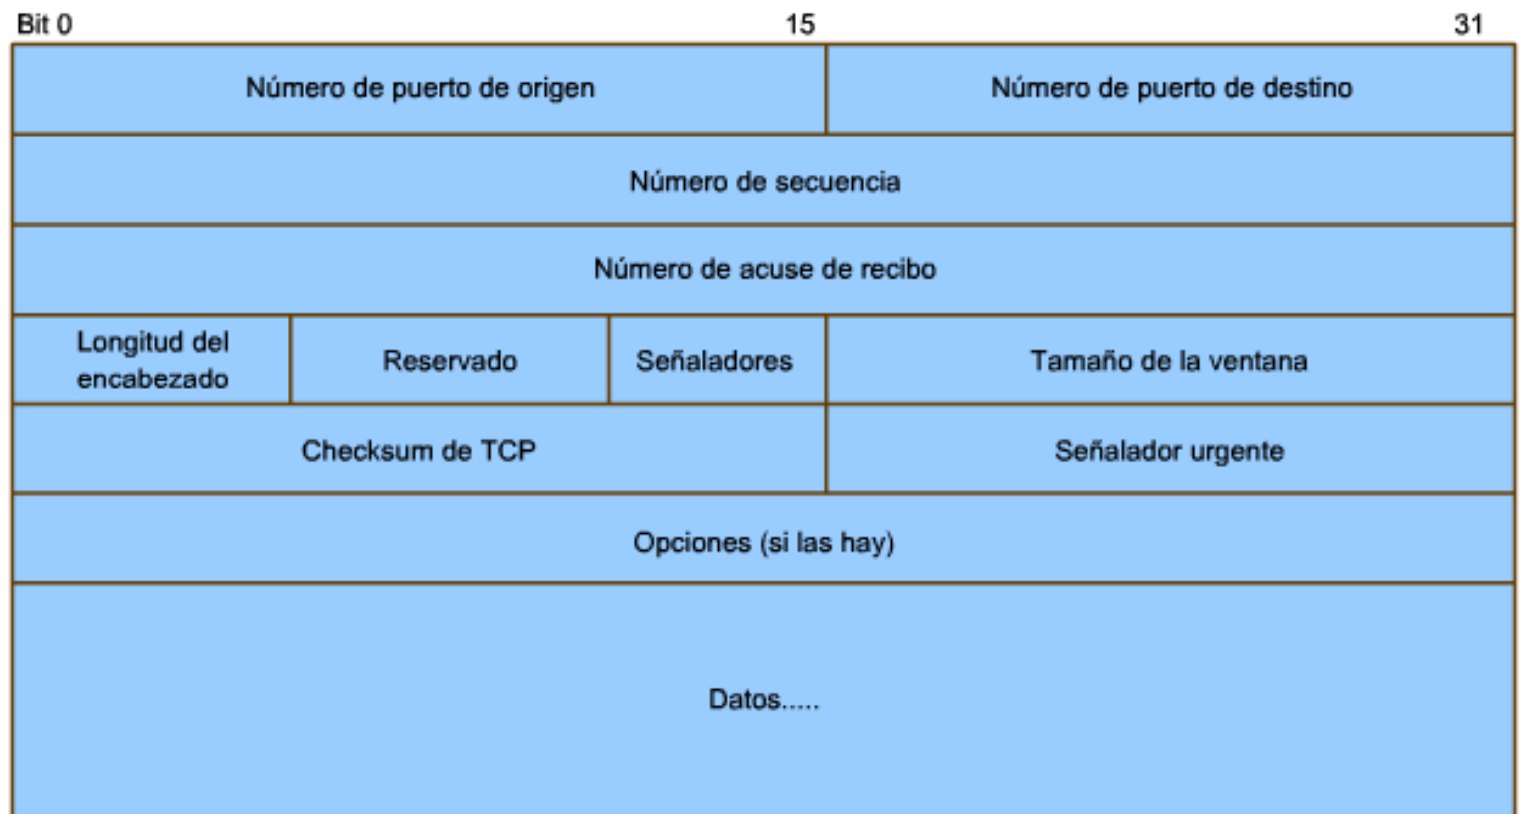 Bit 0 15 31
Número de puerto de origen Número de puerto de destino
Número de secuencia
Número de acuse de recibo
Longitud del
encabezado
Reservado Señaladores Tamaño de la ventana
Checksum de TCP Señalador urgente
Opciones (si las hay)
Datos.....